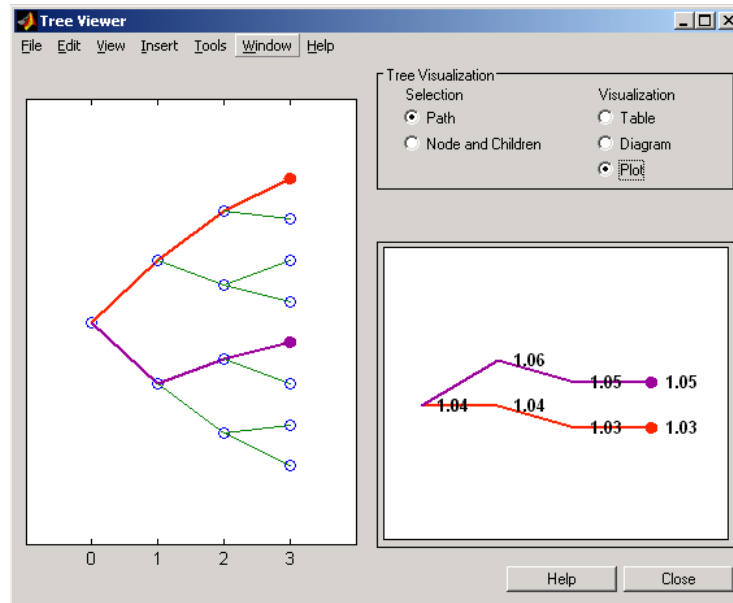 Tree Viewer
File Edit View Insert Tools Window Help
Tree Visualization
Selection
Visualization
Path
Table
Node and Children
Diagram
Plot
1.06
1.05
1.05
1.04
1.04
1.03
1.03
0 1 2 3
Help
Close